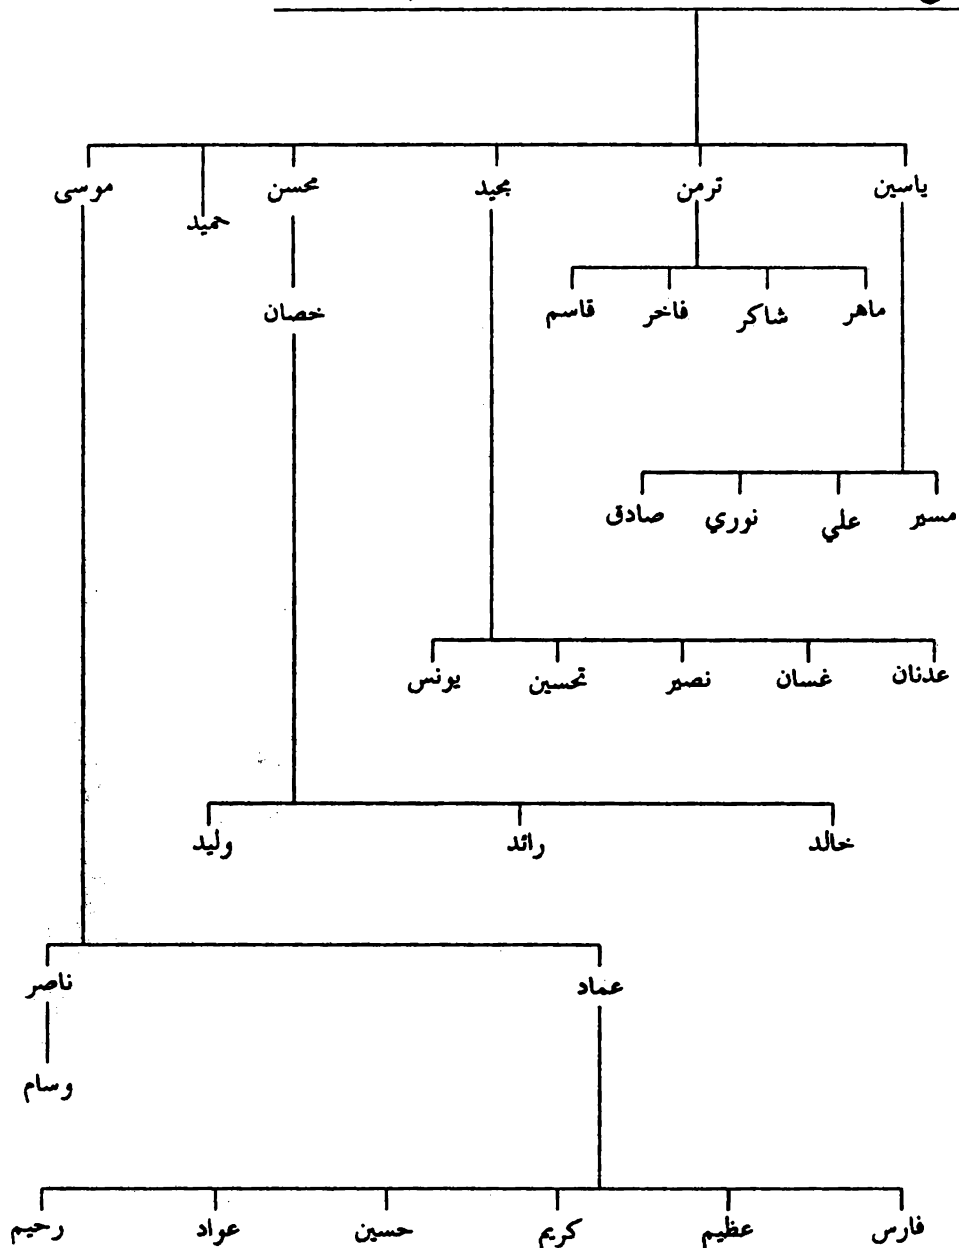 ياسين ترمن مجيد محسن حميد موسى
ماهر شاكر فاخر قاسم خصان
مسير علي نوري صادق
عدنان غسان نصير تحسين يونس
خالد رائد وليد
عماد ناصر
وسام
فارس عظيم كريم حسين عواد رحيم